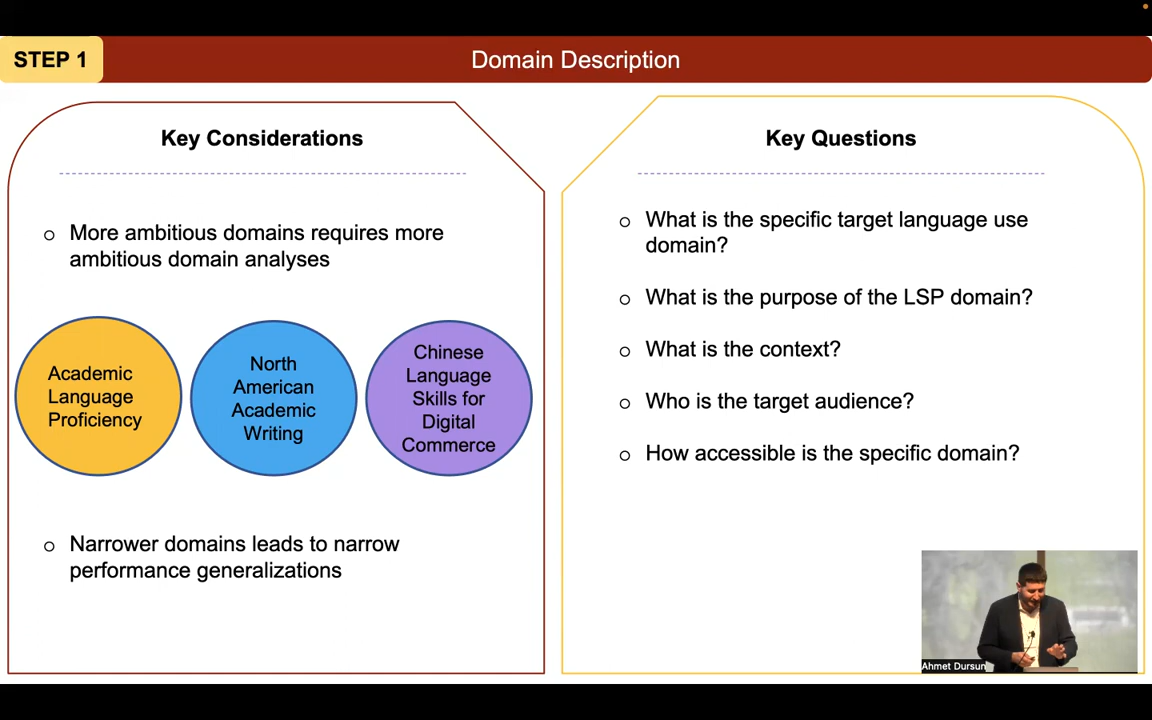 STEP 1
Domain Description
Key Considerations
o More ambitious domains requires more
ambitious domain analyses
Academic
Language
Proficiency
North
American
Academic
Writing
Chinese
Language
Skills for
Digital
Commerce
o Narrower domains leads to narrow
performance generalizations
Key Questions
o What is the specific target language use
domain?
o What is the purpose of the LSP domain?
o What is the context?
o Who is the target audience?
o How accessible is the specific domain?
Ahmet Dursun